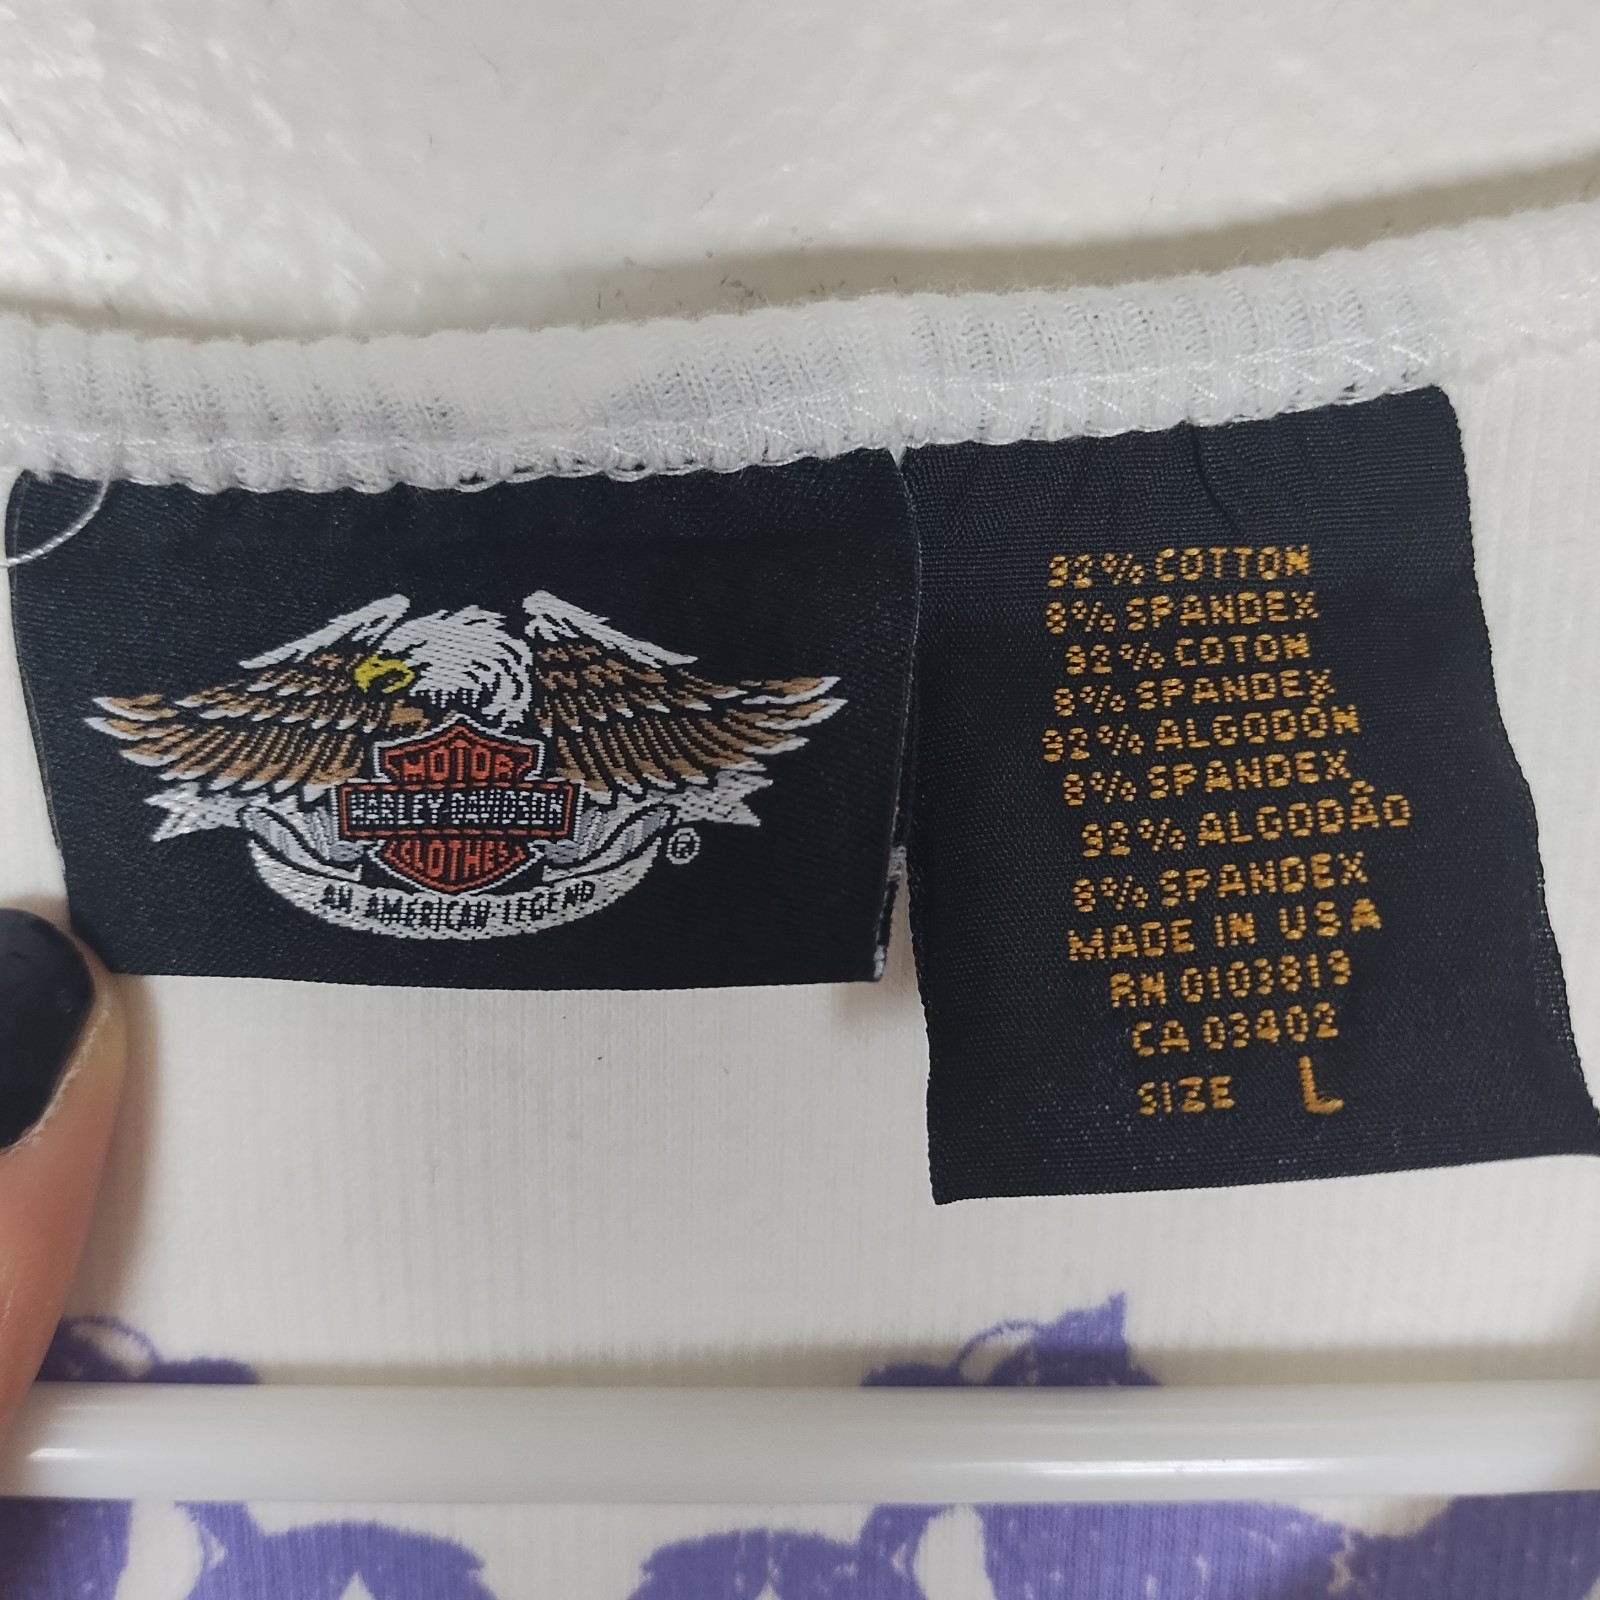 MOTOR
HARLEY-DAVIDSON
CLOTHES
AN AMERICAN LEGEND
®
92% COTTON
8% SPANDEX
92% COTON
8% SPANDEX
92% ALGODÓN
8% SPANDEX
92% ALGODÃO
8% SPANDEX
MADE IN USA
RN 0103819
CA 03402
SIZE L